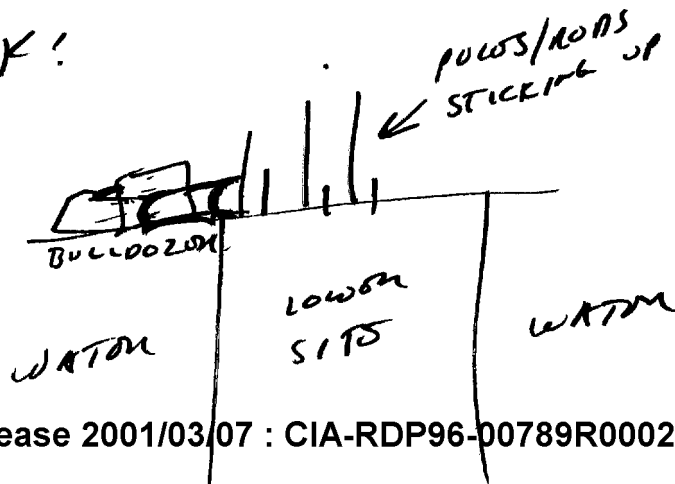 !
POLES/RODS
STICKING UP
BULLDOZER
LOWER
SITE
WATER
WATER
ease 2001/03/07 : CIA-RDP96-00789R0002